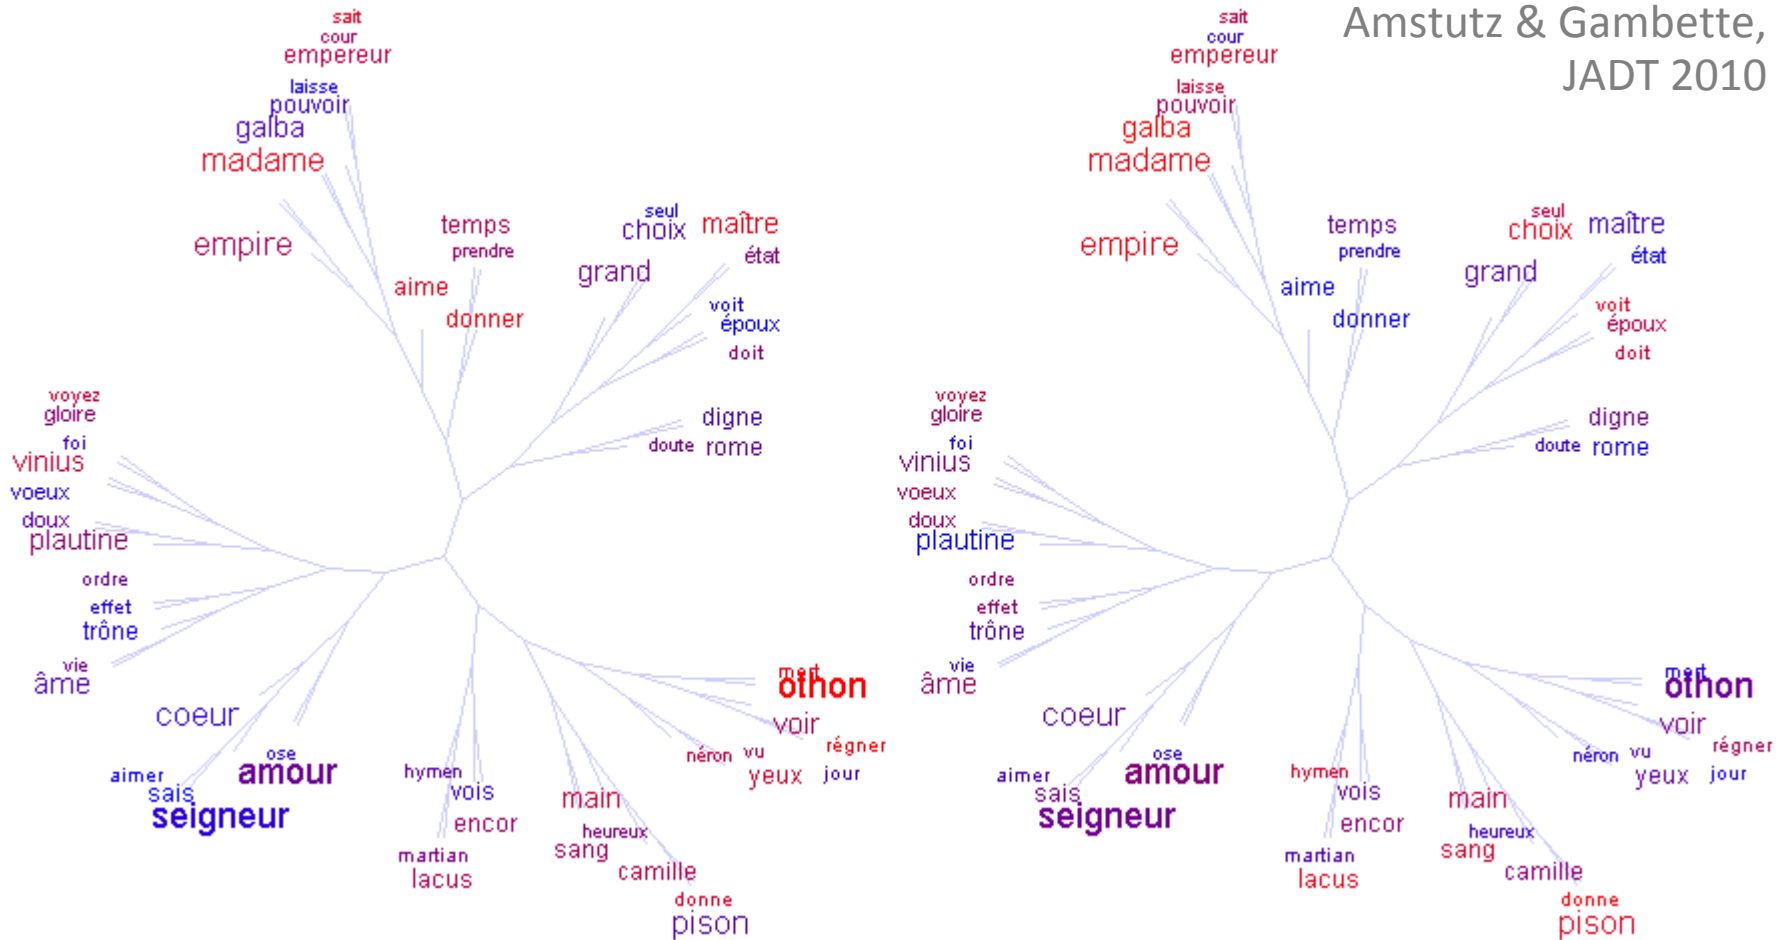 Amstutz & Gambette,
JADT 2010
sait
cour
empereur
laisse
pouvoir
galba
madame
empire
temps
prendre
aime
donner
seul
choix
maître
état
grand
voit
époux
doit
digne
doute rome
voyez
gloire
foi
vinius
voeux
doux
plautine
ordre
effet
trône
vie
âme
coeur
ose
amour
aimer
sais
seigneur
hymen
vois
encor
martian
lacus
main
heureux
sang
camille
donne
pison
mort
othon
voir
régner
néron vu
yeux jour
sait
cour
empereur
laisse
pouvoir
galba
madame
empire
temps
prendre
aime
donner
seul
choix
maître
état
grand
voit
époux
doit
digne
doute rome
voyez
gloire
foi
vinius
voeux
doux
plautine
ordre
effet
trône
vie
âme
coeur
ose
amour
aimer
sais
seigneur
hymen
vois
encor
martian
lacus
main
heureux
sang
camille
donne
pison
mort
othon
voir
régner
néron vu
yeux jour